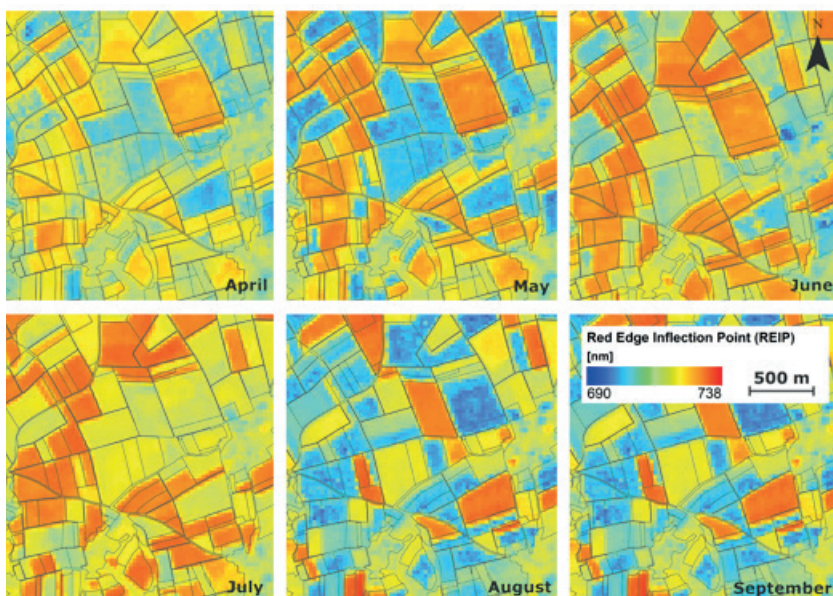 April
May
N
June
July
August
Red Edge Inflection Point (REIP)
[nm]
690
738
500 m
September